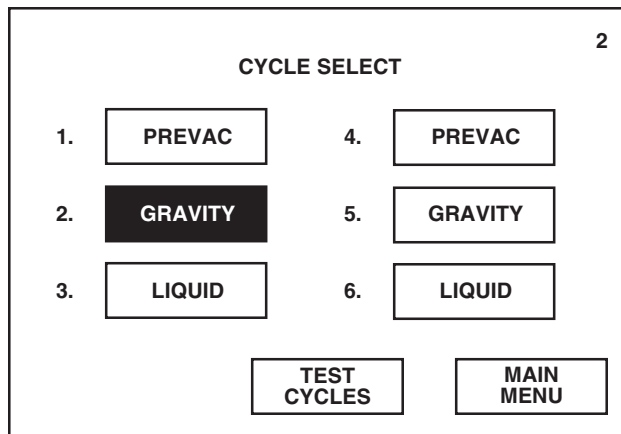 2
CYCLE SELECT
1. PREVAC 4. PREVAC
2. GRAVITY 5. GRAVITY
3. LIQUID 6. LIQUID
TEST CYCLES
MAIN MENU